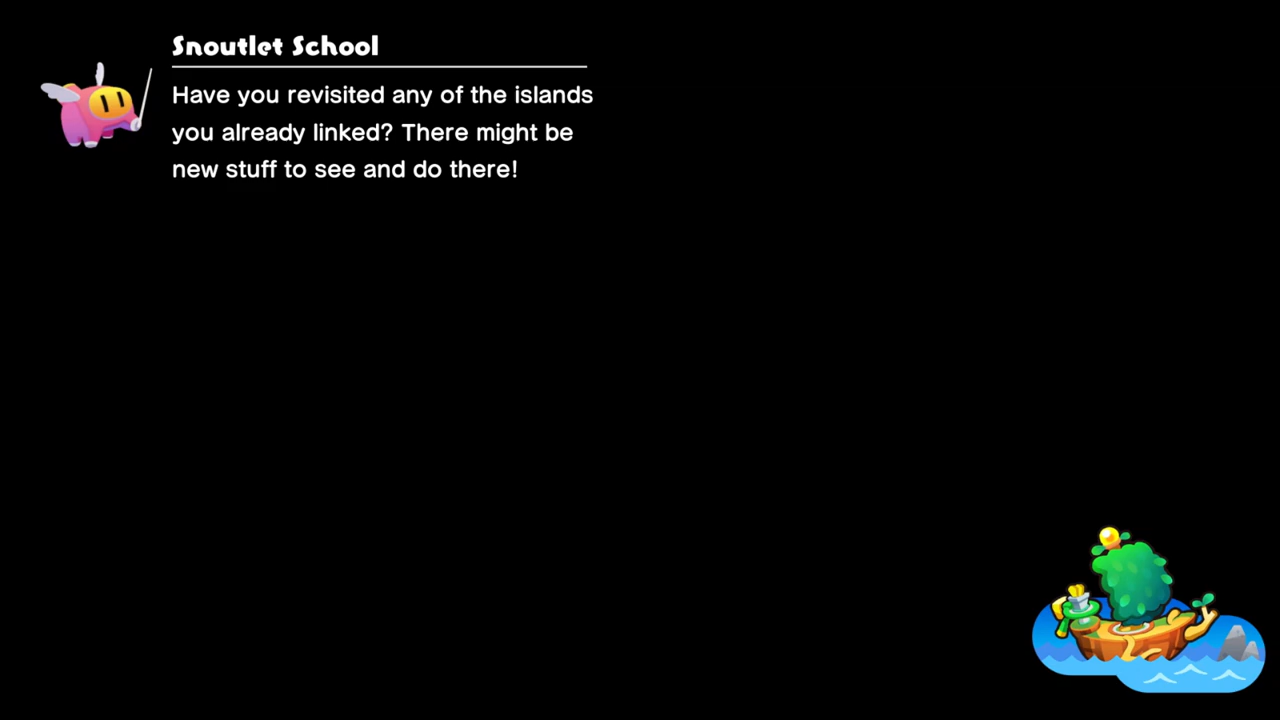 Snoutlet School
Have you revisited any of the islands
you already linked? There might be
new stuff to see and do there!